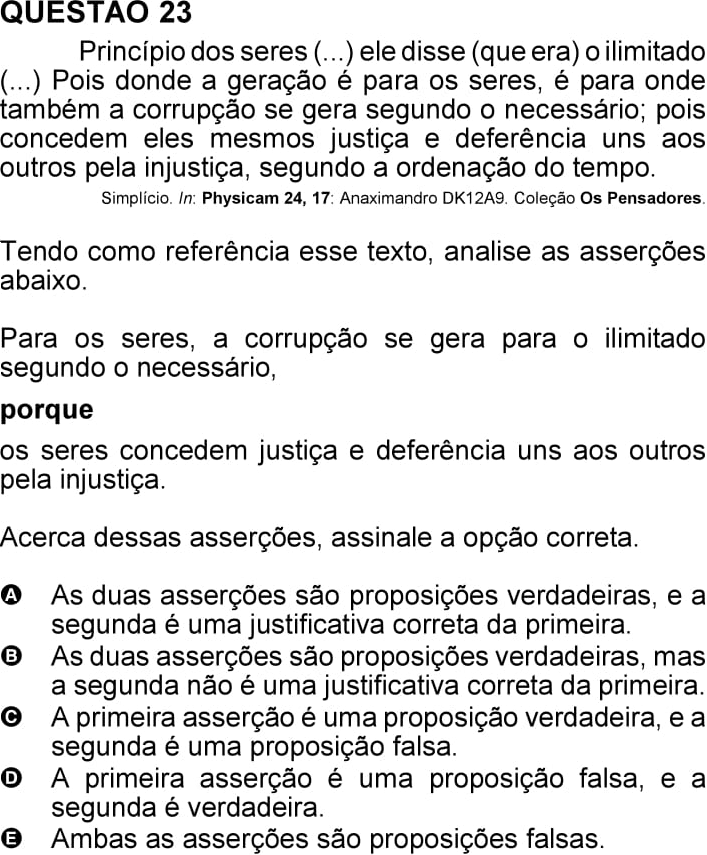 QUESTÃO 23
Princípio dos seres (...) ele disse (que era) o ilimitado
(...) Pois donde a geração é para os seres, é para onde
também a corrupção se gera segundo o necessário; pois
concedem eles mesmos justiça e deferência uns aos
outros pela injustiça, segundo a ordenação do tempo.
Simplício. In: Physicam 24, 17: Anaximandro DK12A9. Coleção Os Pensadores.
Tendo como referência esse texto, analise as asserções
abaixo.
Para os seres, a corrupção se gera para o ilimitado
segundo o necessário,
porque
os seres concedem justiça e deferência uns aos outros
pela injustiça.
Acerca dessas asserções, assinale a opção correta.
A As duas asserções são proposições verdadeiras, e a
segunda é uma justificativa correta da primeira.
B As duas asserções são proposições verdadeiras, mas
a segunda não é uma justificativa correta da primeira.
C A primeira asserção é uma proposição verdadeira, e a
segunda é uma proposição falsa.
D A primeira asserção é uma proposição falsa, e a
segunda é verdadeira.
E Ambas as asserções são proposições falsas.